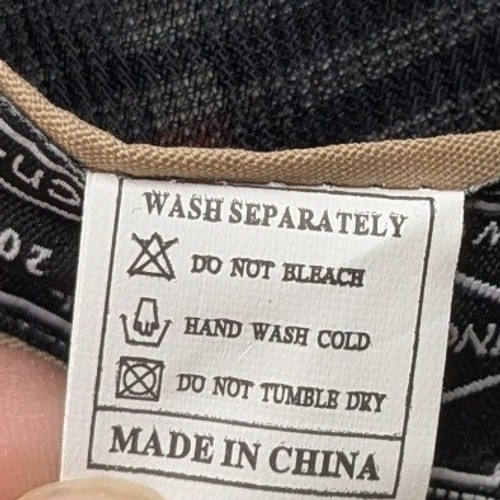 WASH SEPARATELY
DO NOT BLEACH
HAND WASH COLD
DO NOT TUMBLE DRY
MADE IN CHINA